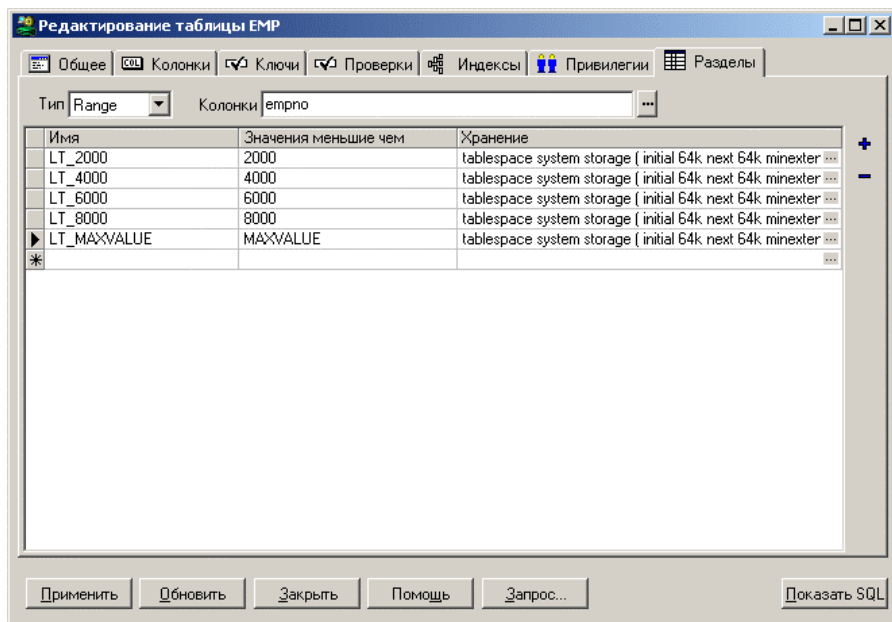 Редактирование таблицы EMP
Общее COL Колонки Ключи Проверки Индексы Привилегии Разделы
Тип Range Колонки empno ...
Имя Значения меньшие чем Хранение
LT_2000 2000 tablespace system storage ( initial 64k next 64k minexter ...
LT_4000 4000 tablespace system storage ( initial 64k next 64k minexter ...
LT_6000 6000 tablespace system storage ( initial 64k next 64k minexter ...
LT_8000 8000 tablespace system storage ( initial 64k next 64k minexter ...
LT_MAXVALUE MAXVALUE tablespace system storage ( initial 64k next 64k minexter ...
...
Применить Обновить Закрыть Помощь Запрос... Показать SQL